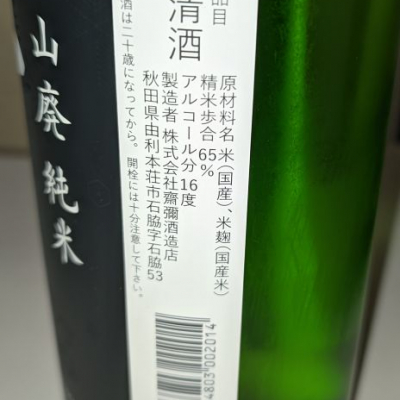 山廃純米
品目
清酒
原材料名 米(国産)、米麹(国産米)
精米歩合 65%
アルコール分 16度
製造者 株式会社齋彌酒造店
秋田県由利本荘市石脇字石脇53
酒は二十歳になってから。開栓には十分注意して下さい。
4803002014